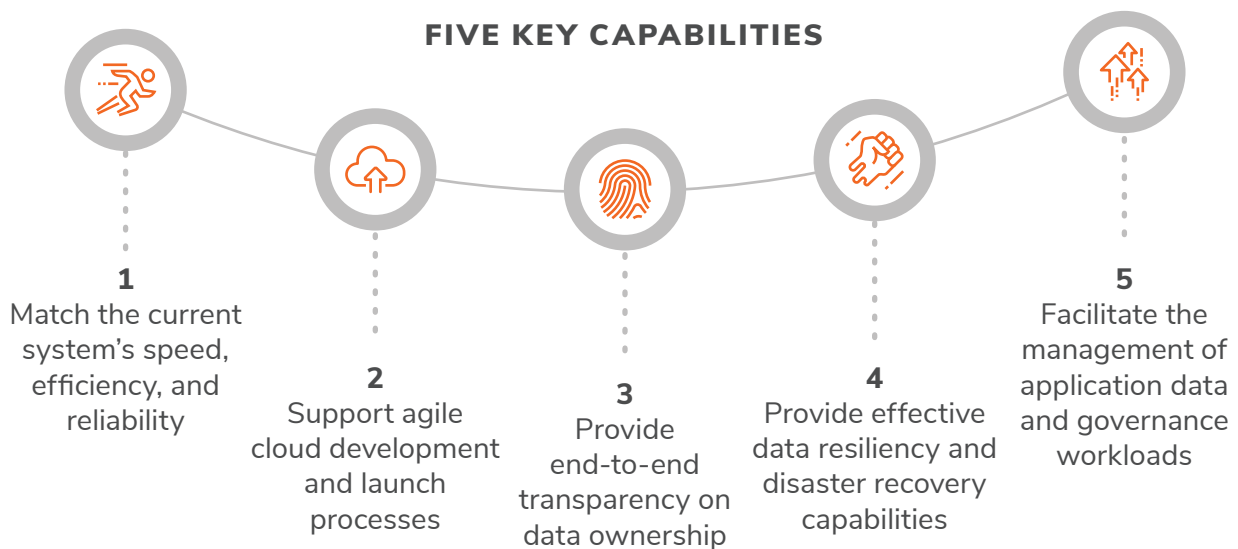 FIVE KEY CAPABILITIES
1
Match the current
system’s speed,
efficiency, and
reliability
2
Support agile
cloud development
and launch
processes
3
Provide
end-to-end
transparency on
data ownership
4
Provide effective
data resiliency and
disaster recovery
capabilities
5
Facilitate the
management of
application data
and governance
workloads